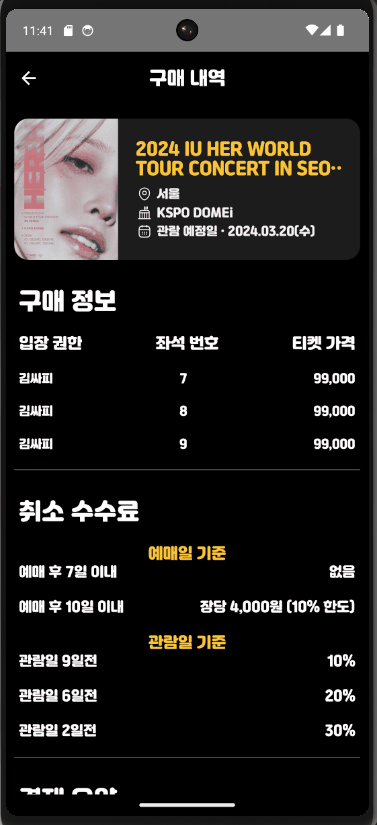 11:41
구매 내역
2024 IU HER WORLD
TOUR CONCERT IN SEO··
서울
KSPO DOMEi
관람 예정일 · 2024.03.20(수)
구매 정보
입장 권한 좌석 번호 티켓 가격
김싸피 7 99,000
김싸피 8 99,000
김싸피 9 99,000
취소 수수료
예매일 기준
예매 후 7일 이내 없음
예매 후 10일 이내 장당 4,000원 (10% 한도)
관람일 기준
관람일 9일전 10%
관람일 6일전 20%
관람일 2일전 30%